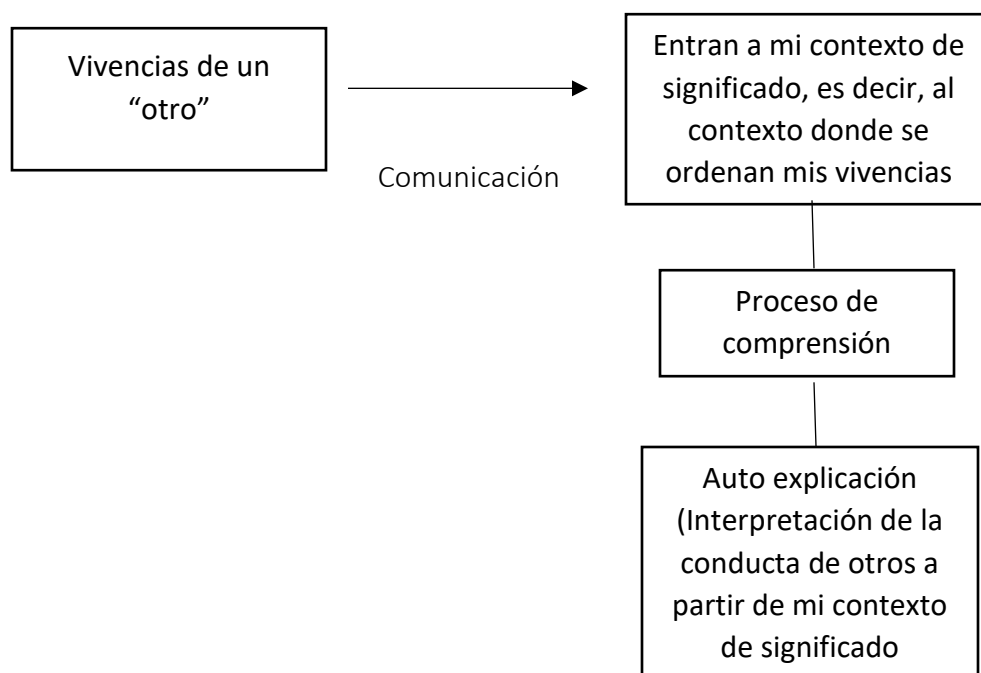 Vivencias de un
“otro”
Comunicación
Entran a mi contexto de
significado, es decir, al
contexto donde se
ordenan mis vivencias
Proceso de
comprensión
Auto explicación
(Interpretación de la
conducta de otros a
partir de mi contexto
de significado